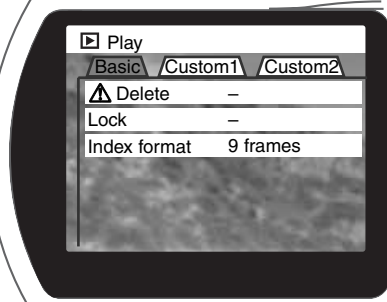 Play
Basic Custom1 Custom2
Delete –
Lock –
Index format 9 frames